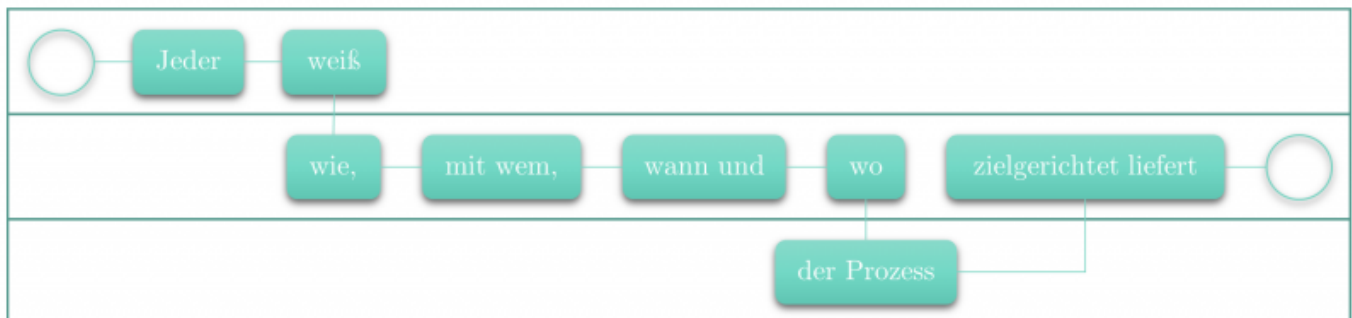 Jeder weiß
wie, mit wem, wann und wo zielgerichtet liefert
der Prozess